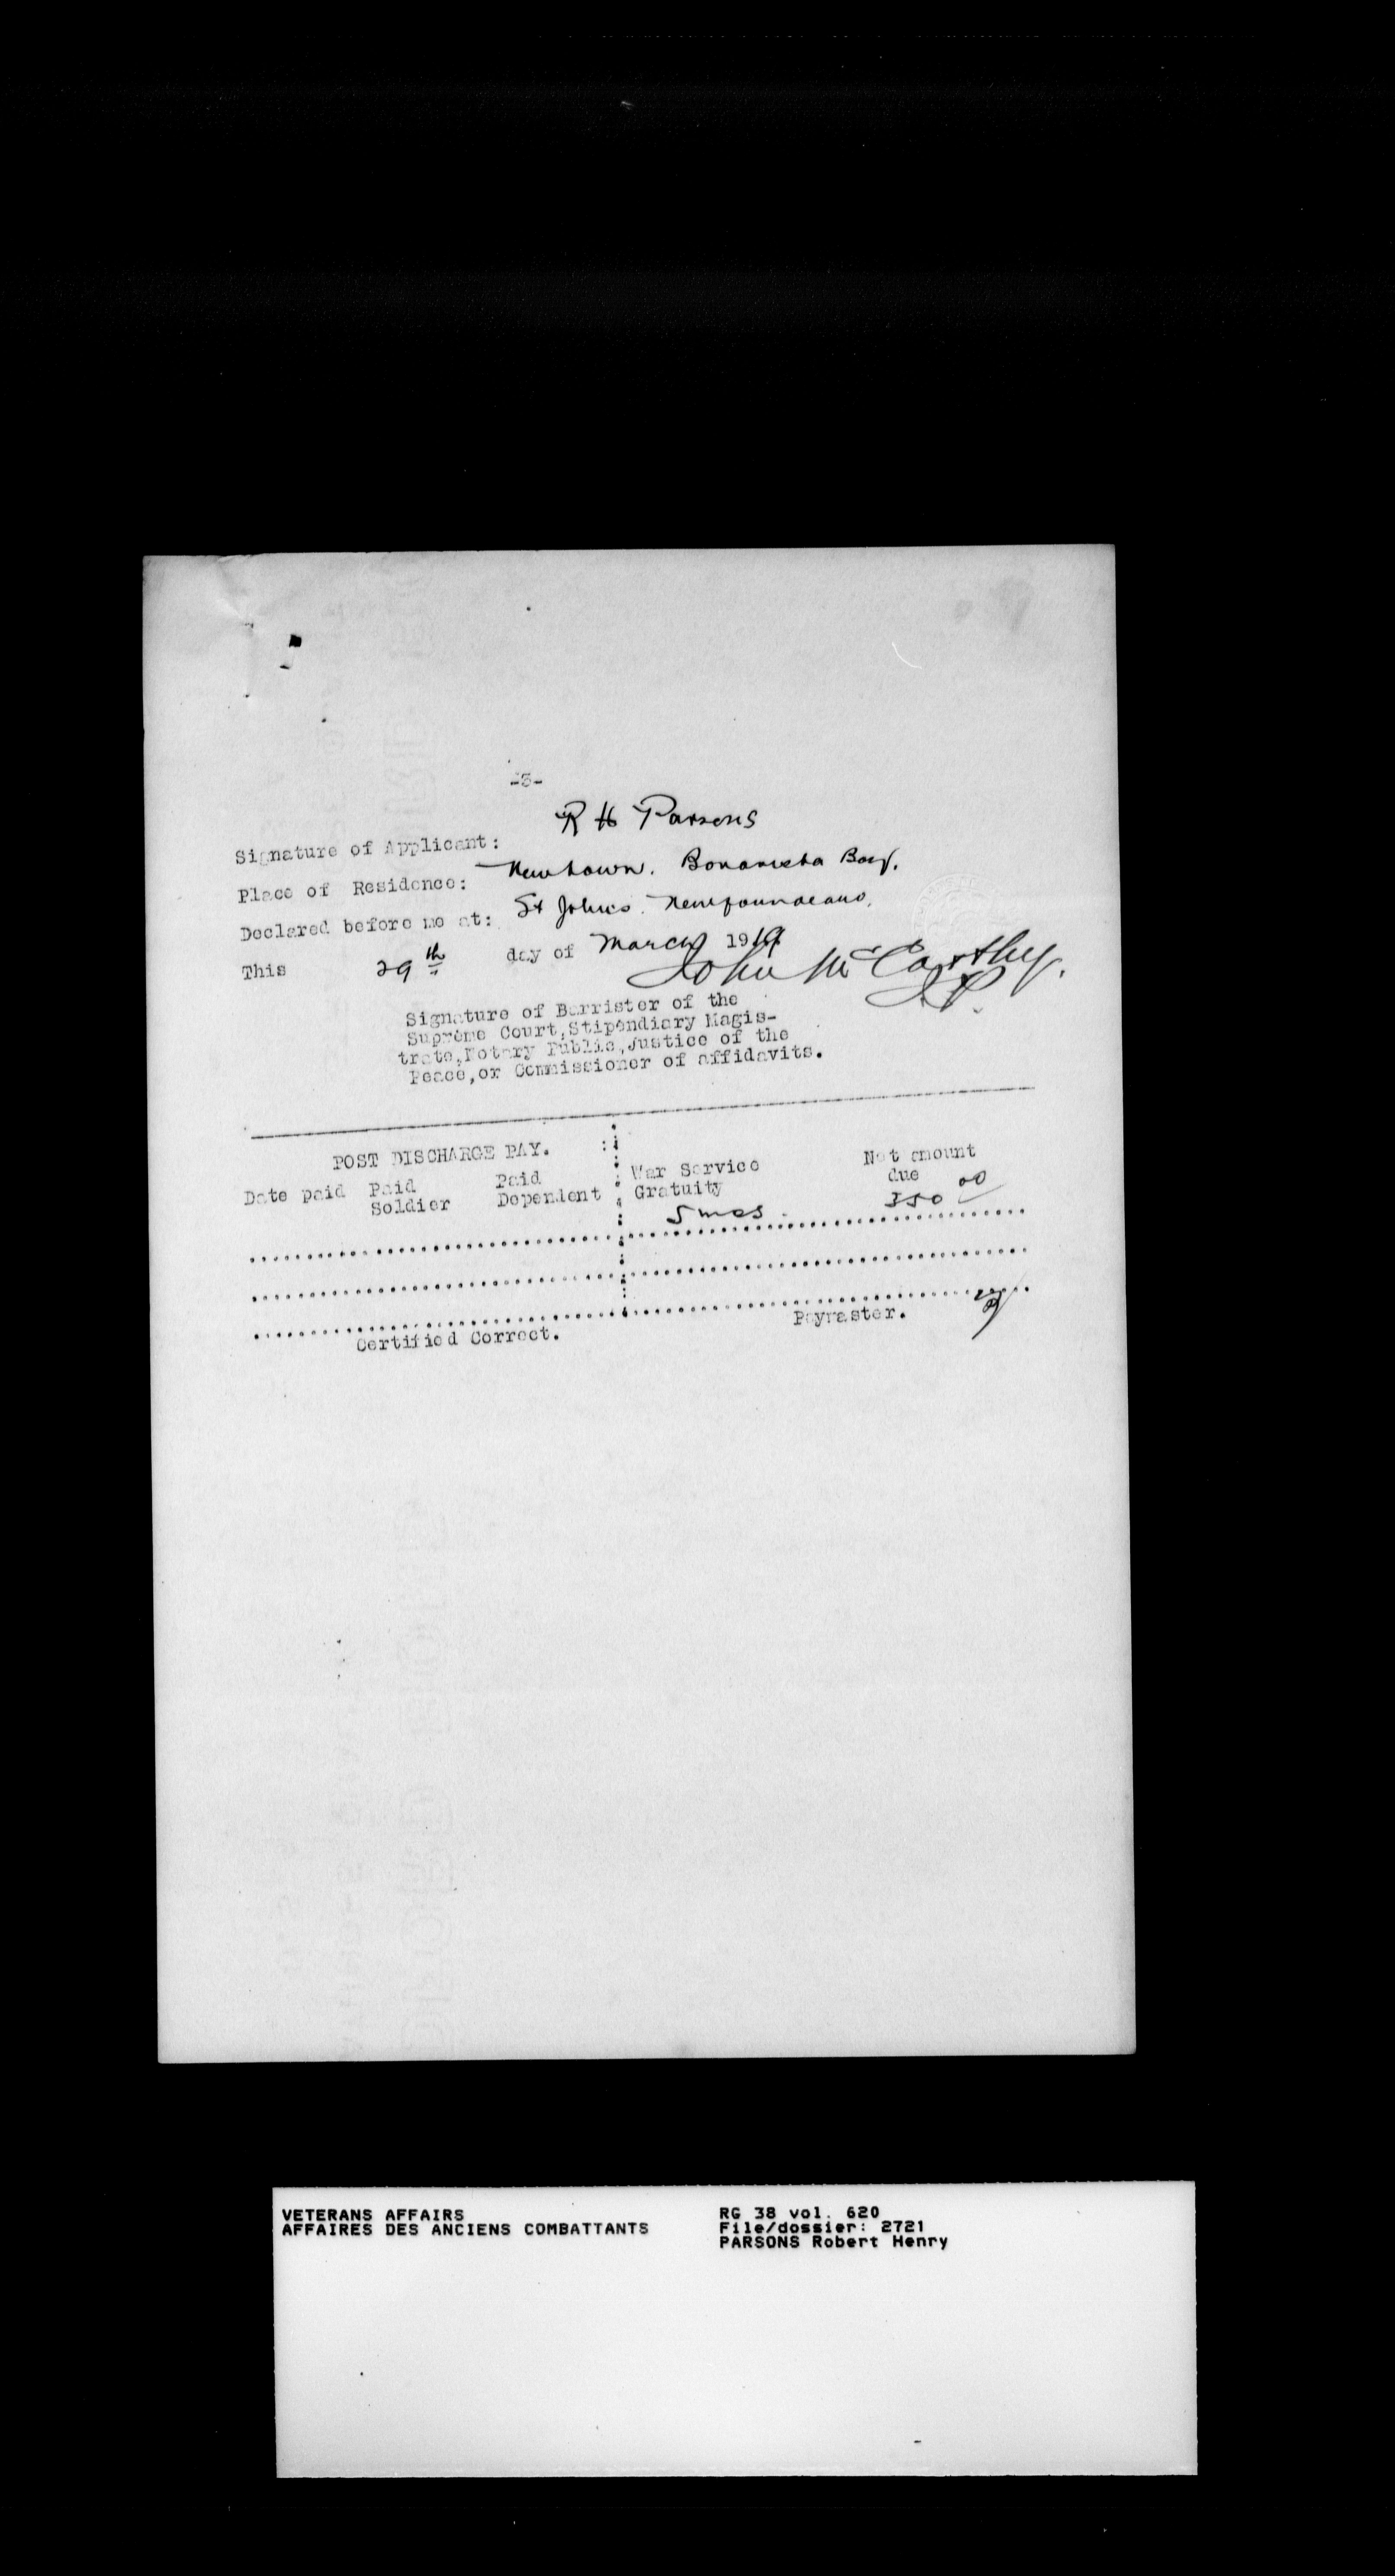 -3-
R H Parsons
Signature of Applicant:
Place of Residence: Newtown. Bonavista Bay.
Declared before me at: St Johns. Newfoundland.
This 29th day of March 1919
John McCarthy.
J.P.
Signature of Barrister of the
Supreme Court, Stipendiary Magis-
trate, Notary Public, Justice of the
Peace, or Commissioner of affidavits.
POST DISCHARGE PAY.
Date paid Paid Soldier Paid Dependent War Service Gratuity Net amount due
5 mos. 350 00
Certified Correct. Paymaster.
VETERANS AFFAIRS
AFFAIRES DES ANCIENS COMBATTANTS
RG 38 vol. 620
File/dossier: 2721
PARSONS Robert Henry